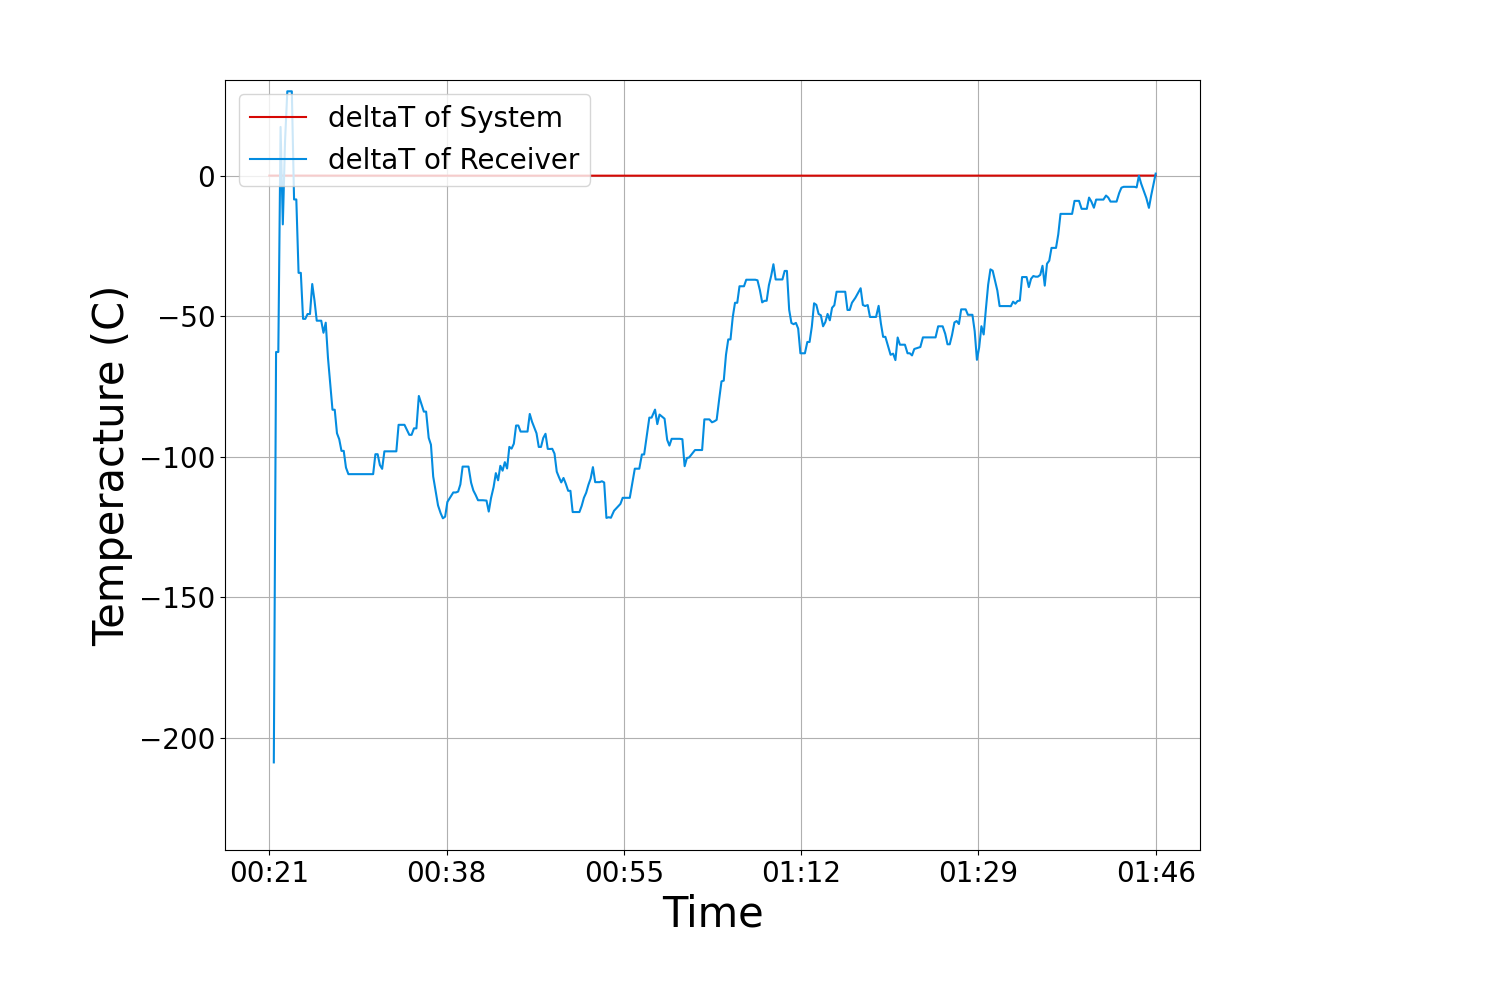 deltaT of System
deltaT of Receiver
0
−50
−100
−150
−200
Temperacture (C)
00:21 00:38 00:55 01:12 01:29 01:46
Time